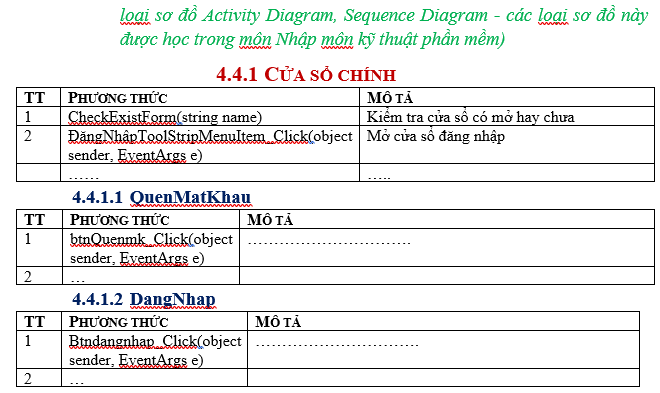 loại sơ đồ Activity Diagram, Sequence Diagram - các loại sơ đồ này
được học trong môn Nhập môn kỹ thuật phần mềm)
4.4.1 CỬA SỔ CHÍNH
TT PHƯƠNG THỨC MÔ TẢ
1 CheckExistForm(string name) Kiểm tra cửa sổ có mở hay chưa
2 ĐăngNhậpToolStripMenuItem_Click(object Mở cửa sổ đăng nhập
sender, EventArgs e)
…… …..
4.4.1.1 QuenMatKhau
TT PHƯƠNG THỨC MÔ TẢ
1 btnQuenmk_Click(object ……………………………
sender, EventArgs e)
2 …
4.4.1.2 DangNhap
TT PHƯƠNG THỨC MÔ TẢ
1 Btndangnhap_Click(object ……………………………
sender, EventArgs e)
2 …